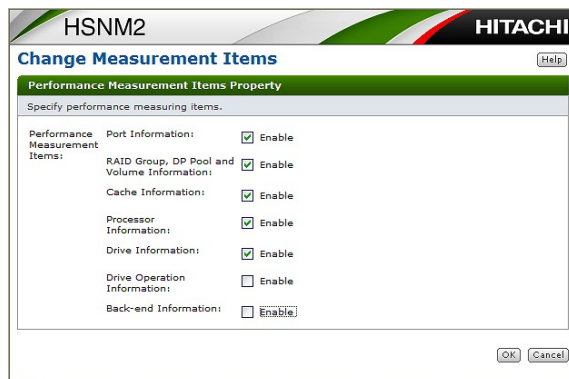 HSNM2
HITACHI
Change Measurement Items
Help
Performance Measurement Items Property
Specify performance measuring items.
Performance Measurement Items:
Port Information:
Enable
RAID Group, DP Pool and Volume Information:
Enable
Cache Information:
Enable
Processor Information:
Enable
Drive Information:
Enable
Drive Operation Information:
Enable
Back-end Information:
Enable
OK
Cancel